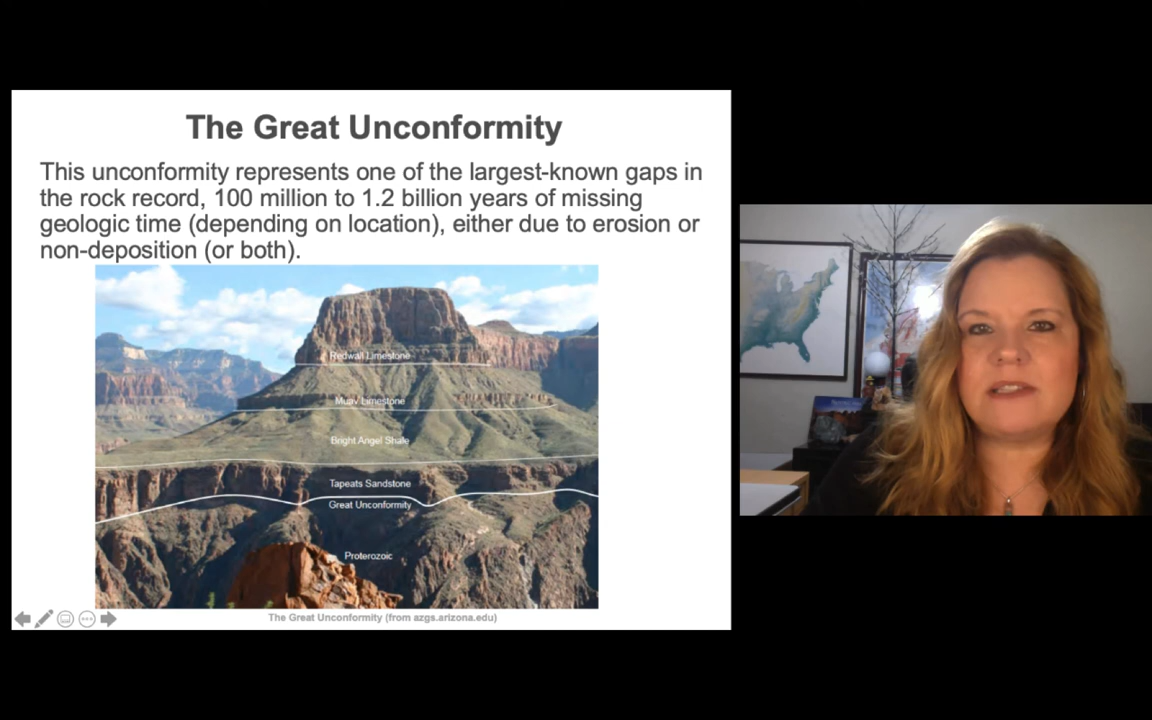 The Great Unconformity
This unconformity represents one of the largest-known gaps in
the rock record, 100 million to 1.2 billion years of missing
geologic time (depending on location), either due to erosion or
non-deposition (or both).
Redwall Limestone
Muav Limestone
Bright Angel Shale
Tapeats Sandstone
Great Unconformity
Proterozoic
The Great Unconformity (from azgs.arizona.edu)